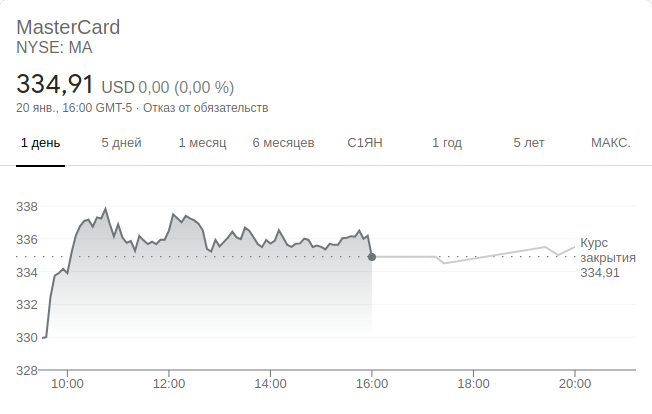 MasterCard
NYSE: MA
334,91 USD 0,00 (0,00 %)
20 янв., 16:00 GMT-5 · Отказ от обязательств
1 день 5 дней 1 месяц 6 месяцев С1ЯН 1 год 5 лет МАКС.
338
336
334
332
330
328
Курс
закрытия
334,91
10:00 12:00 14:00 16:00 18:00 20:00